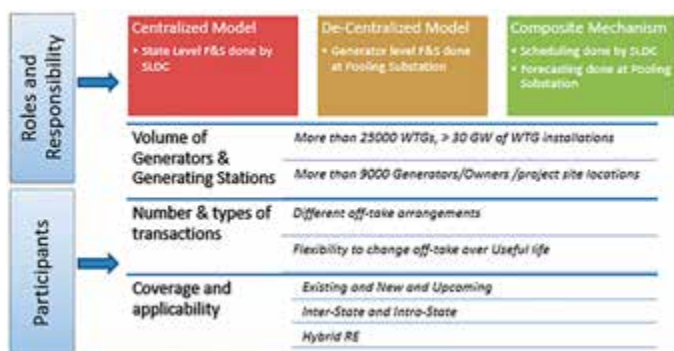 Roles and
Responsibility
Centralized Model
• State Level F&S done by
SLDC
De-Centralized Model
• Generator level F&S done
at Pooling Substation
Composite Mechanism
• Scheduling done by SLDC
• Forecasting done at Pooling
Substation
Volume of
Generators &
Generating Stations
More than 25000 WTGs, > 30 GW of WTG installations
More than 9000 Generators/Owners /project site locations
Participants
Number & types of
transactions
Different off-take arrangements
Flexibility to change off-take over Useful life
Coverage and
applicability
Existing and New and Upcoming
Inter-State and Intra-State
Hybrid RE